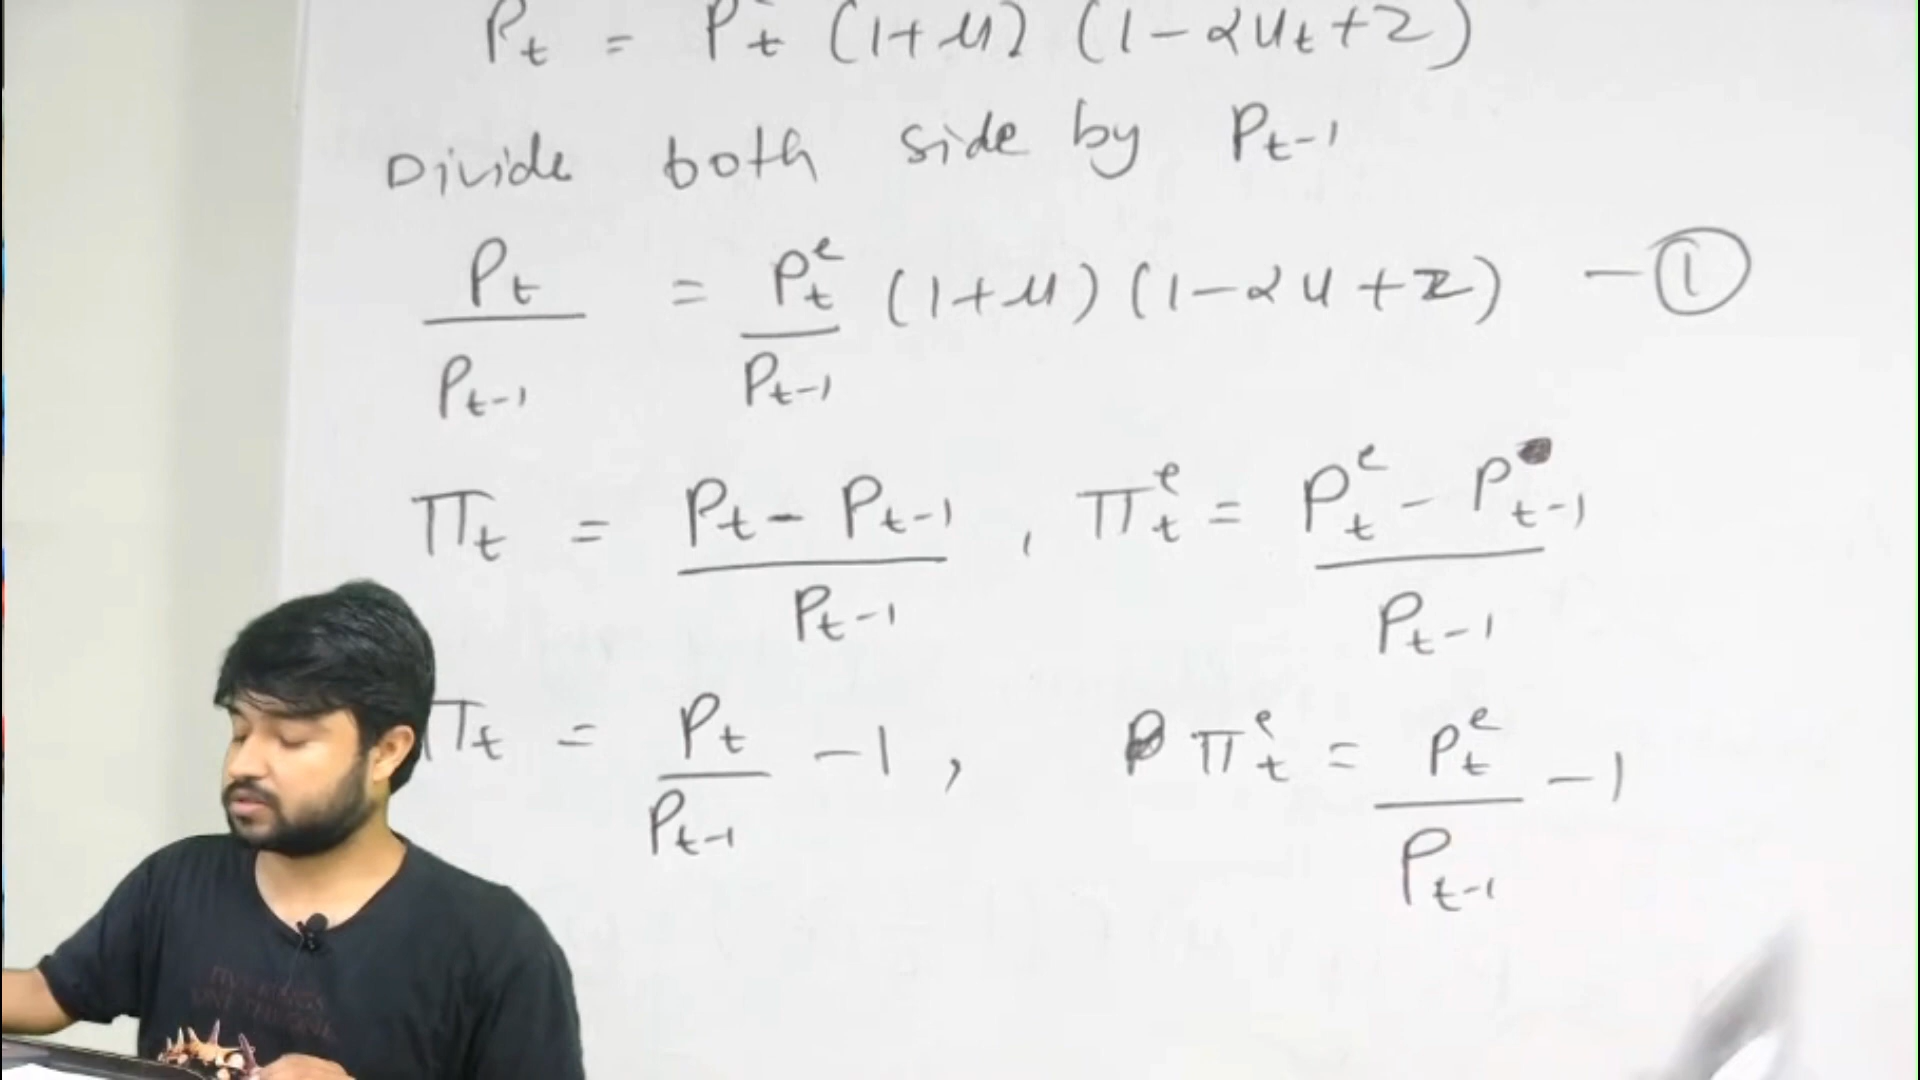 Pt = Pt (1+μ) (1-αut+z)
Divide both side by Pt-1
Pt/Pt-1 = Pt^e/Pt-1 (1+μ) (1-αu+z) - ①
πt = (Pt - Pt-1)/Pt-1 , πt^e = (Pt^e - Pt-1)/Pt-1
πt = Pt/Pt-1 - 1 , πt^e = Pt^e/Pt-1 - 1